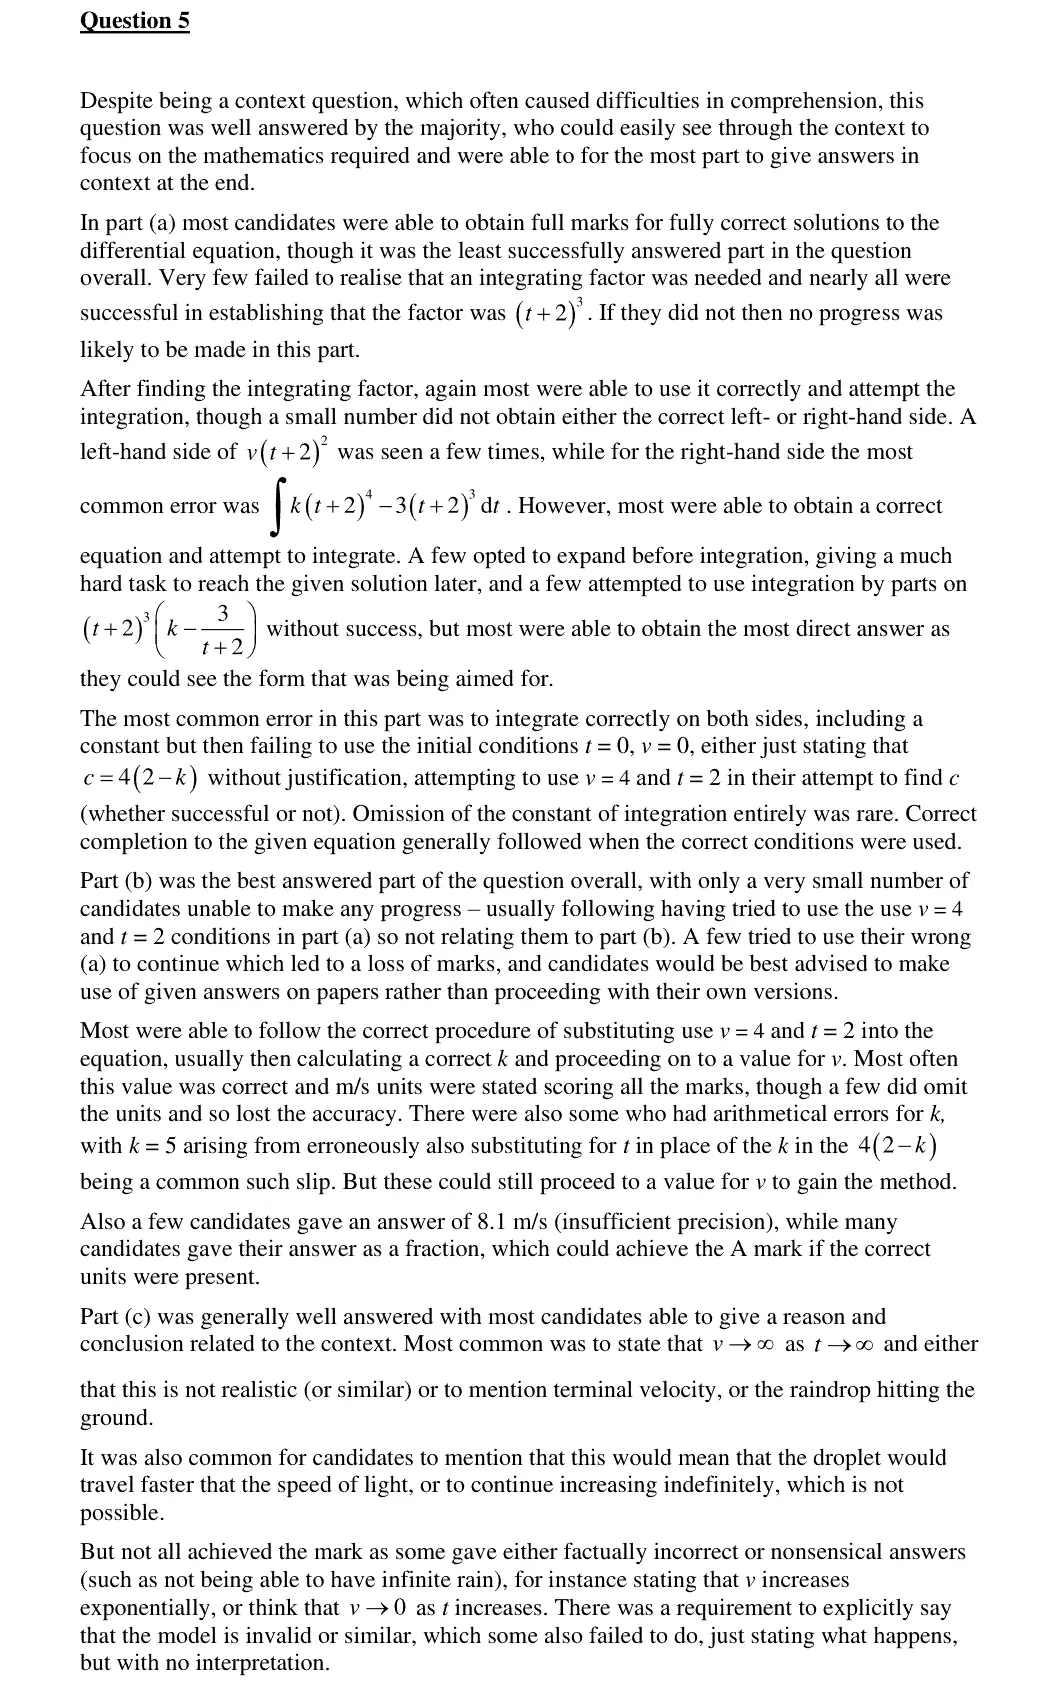 Question 5
Despite being a context question, which often caused difficulties in comprehension, this
question was well answered by the majority, who could easily see through the context to
focus on the mathematics required and were able to for the most part to give answers in
context at the end.
In part (a) most candidates were able to obtain full marks for fully correct solutions to the
differential equation, though it was the least successfully answered part in the question
overall. Very few failed to realise that an integrating factor was needed and nearly all were
successful in establishing that the factor was (t + 2)³. If they did not then no progress was
likely to be made in this part.
After finding the integrating factor, again most were able to use it correctly and attempt the
integration, though a small number did not obtain either the correct left- or right-hand side. A
left-hand side of v(t + 2)² was seen a few times, while for the right-hand side the most
common error was ∫ k(t + 2)⁴ − 3(t + 2)³ dt . However, most were able to obtain a correct
equation and attempt to integrate. A few opted to expand before integration, giving a much
hard task to reach the given solution later, and a few attempted to use integration by parts on
(t + 2)³(k − 3/(t + 2)) without success, but most were able to obtain the most direct answer as
they could see the form that was being aimed for.
The most common error in this part was to integrate correctly on both sides, including a
constant but then failing to use the initial conditions t = 0, v = 0, either just stating that
c = 4(2 − k) without justification, attempting to use v = 4 and t = 2 in their attempt to find c
(whether successful or not). Omission of the constant of integration entirely was rare. Correct
completion to the given equation generally followed when the correct conditions were used.
Part (b) was the best answered part of the question overall, with only a very small number of
candidates unable to make any progress – usually following having tried to use the use v = 4
and t = 2 conditions in part (a) so not relating them to part (b). A few tried to use their wrong
(a) to continue which led to a loss of marks, and candidates would be best advised to make
use of given answers on papers rather than proceeding with their own versions.
Most were able to follow the correct procedure of substituting use v = 4 and t = 2 into the
equation, usually then calculating a correct k and proceeding on to a value for v. Most often
this value was correct and m/s units were stated scoring all the marks, though a few did omit
the units and so lost the accuracy. There were also some who had arithmetical errors for k,
with k = 5 arising from erroneously also substituting for t in place of the k in the 4(2 − k)
being a common such slip. But these could still proceed to a value for v to gain the method.
Also a few candidates gave an answer of 8.1 m/s (insufficient precision), while many
candidates gave their answer as a fraction, which could achieve the A mark if the correct
units were present.
Part (c) was generally well answered with most candidates able to give a reason and
conclusion related to the context. Most common was to state that v → ∞ as t → ∞ and either
that this is not realistic (or similar) or to mention terminal velocity, or the raindrop hitting the
ground.
It was also common for candidates to mention that this would mean that the droplet would
travel faster that the speed of light, or to continue increasing indefinitely, which is not
possible.
But not all achieved the mark as some gave either factually incorrect or nonsensical answers
(such as not being able to have infinite rain), for instance stating that v increases
exponentially, or think that v → 0 as t increases. There was a requirement to explicitly say
that the model is invalid or similar, which some also failed to do, just stating what happens,
but with no interpretation.